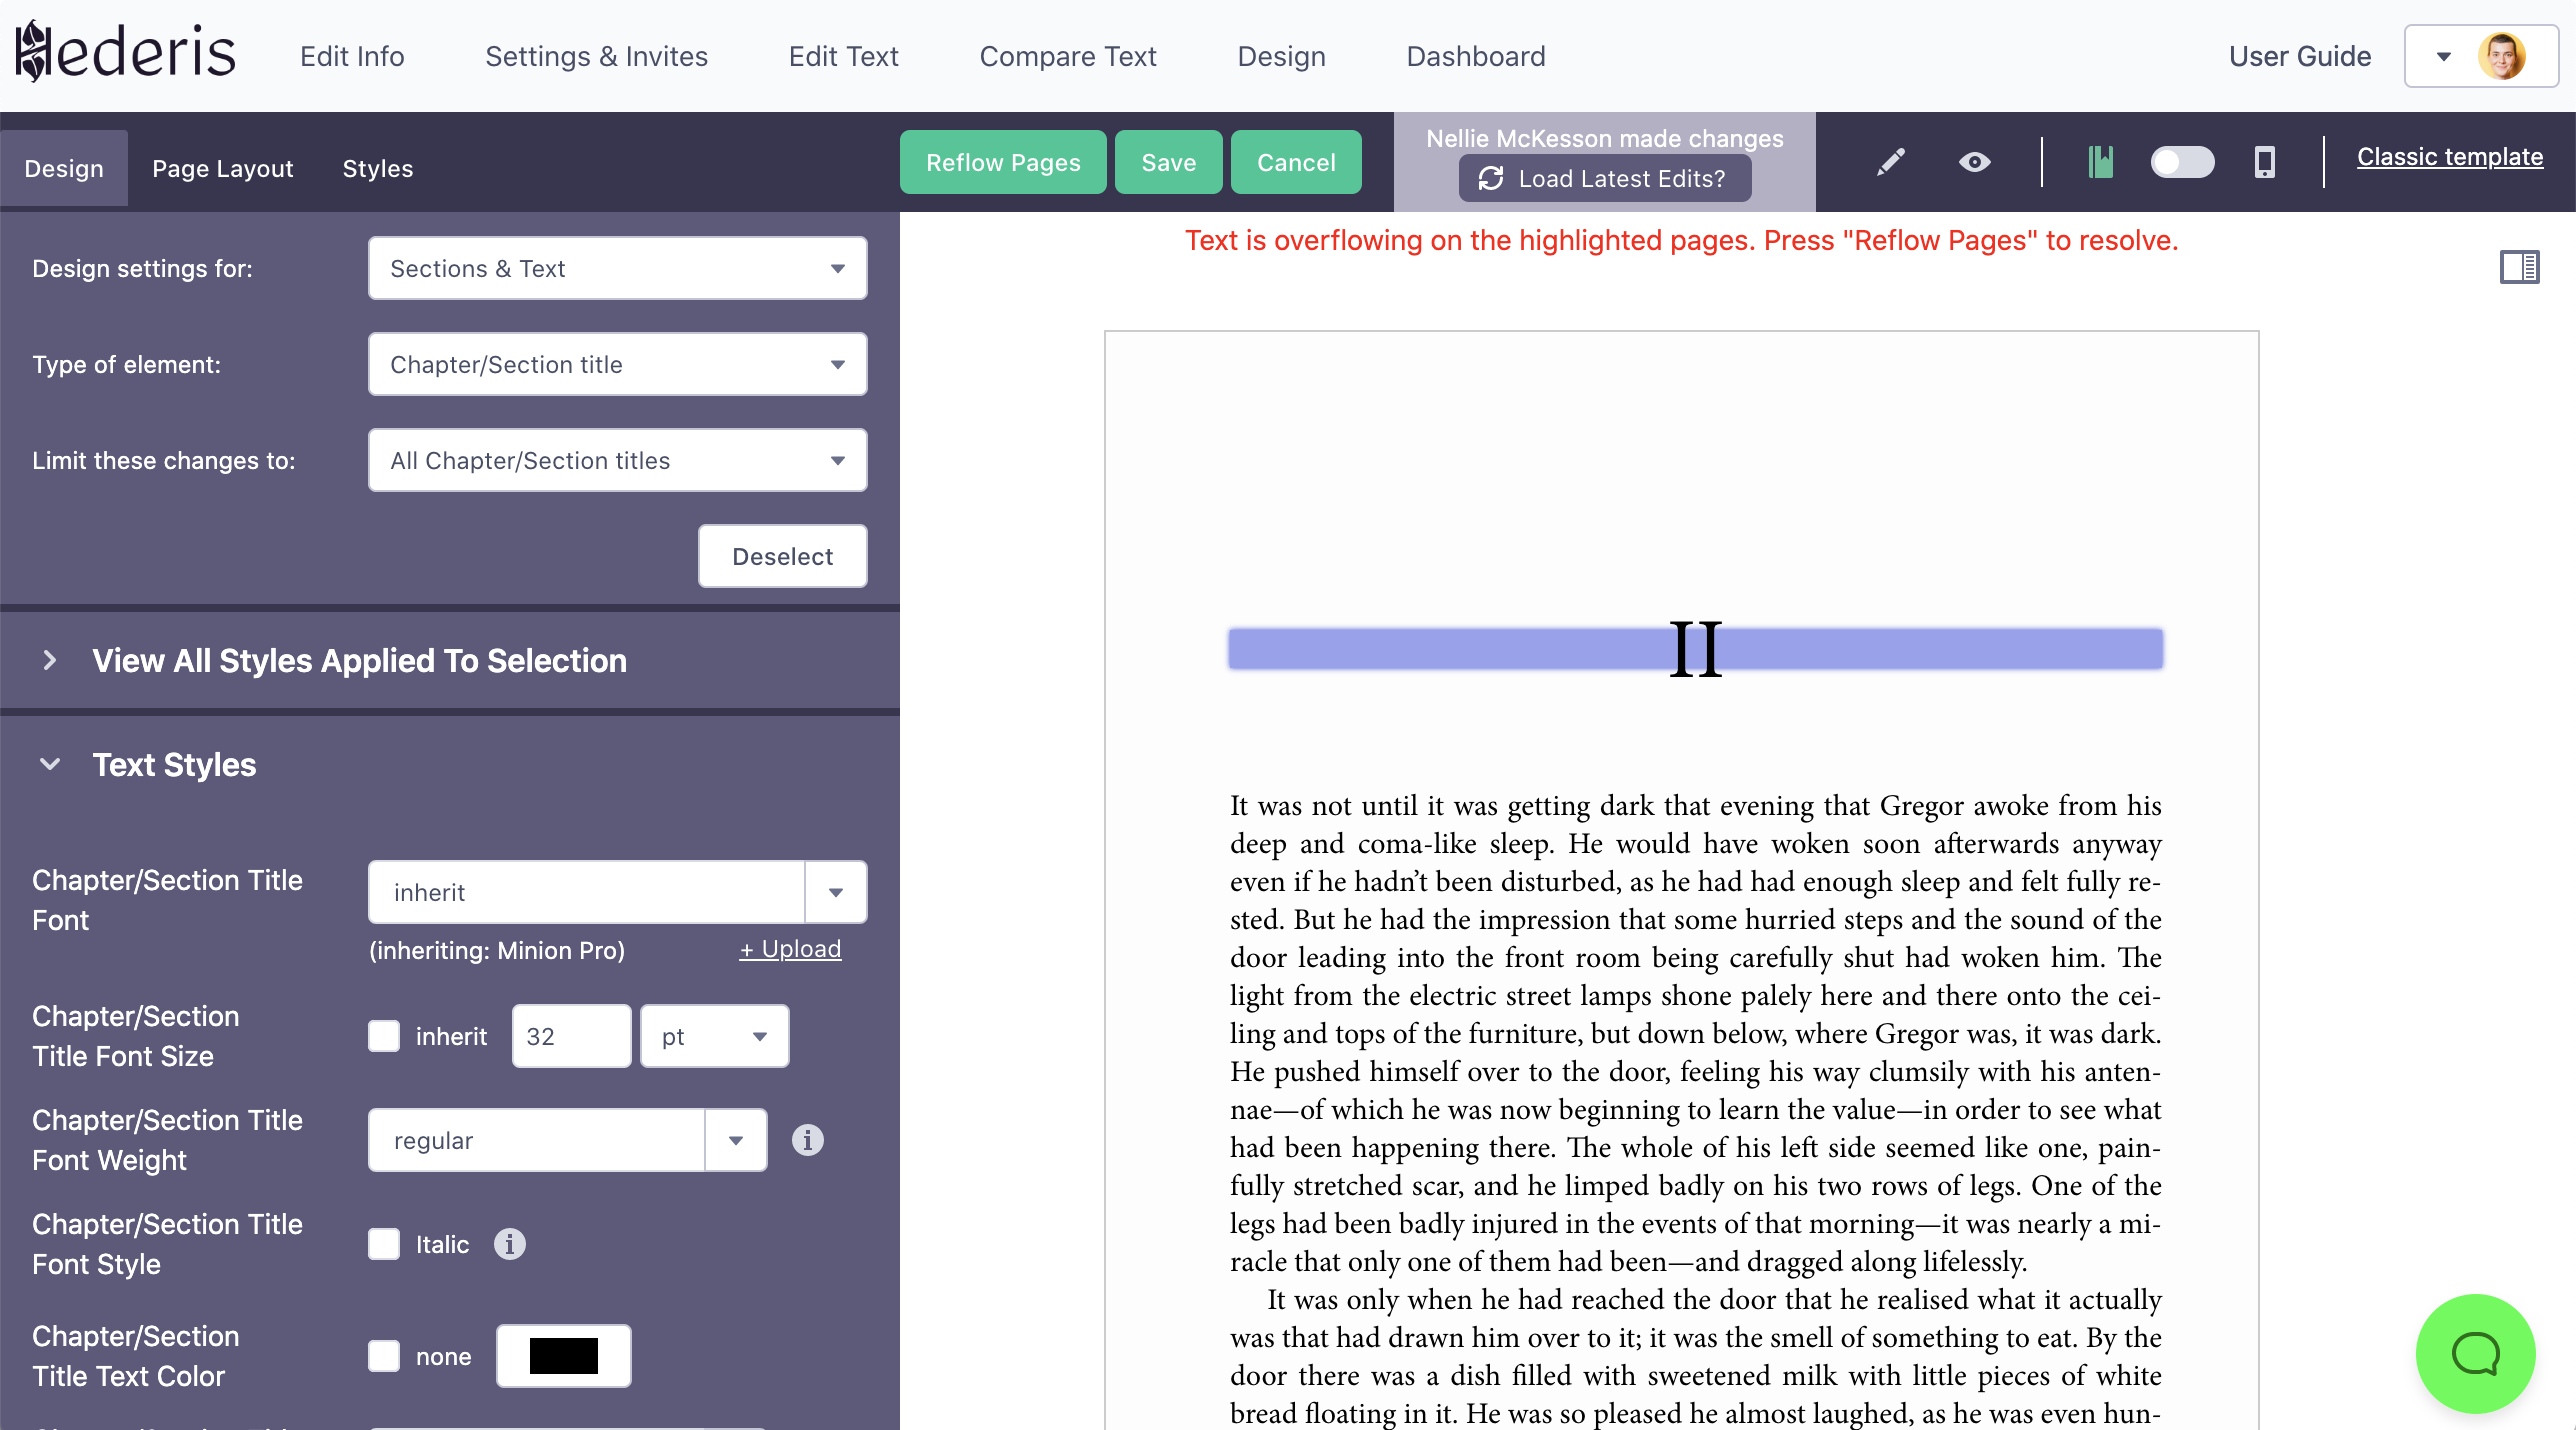 Hederis
Edit Info
Settings & Invites
Edit Text
Compare Text
Design
Dashboard
User Guide
Design
Page Layout
Styles
Reflow Pages
Save
Cancel
Nellie McKesson made changes
Load Latest Edits?
Classic template
Design settings for:
Sections & Text
Type of element:
Chapter/Section title
Limit these changes to:
All Chapter/Section titles
Deselect
View All Styles Applied To Selection
Text Styles
Chapter/Section Title
Font
inherit
(inheriting: Minion Pro)
+ Upload
Chapter/Section
Title Font Size
inherit
32
pt
Chapter/Section Title
Font Weight
regular
Chapter/Section Title
Font Style
Italic
Chapter/Section
Title Text Color
none
Text is overflowing on the highlighted pages. Press "Reflow Pages" to resolve.
II
It was not until it was getting dark that evening that Gregor awoke from his
deep and coma-like sleep. He would have woken soon afterwards anyway
even if he hadn’t been disturbed, as he had had enough sleep and felt fully re-
sted. But he had the impression that some hurried steps and the sound of the
door leading into the front room being carefully shut had woken him. The
light from the electric street lamps shone palely here and there onto the cei-
ling and tops of the furniture, but down below, where Gregor was, it was dark.
He pushed himself over to the door, feeling his way clumsily with his anten-
nae—of which he was now beginning to learn the value—in order to see what
had been happening there. The whole of his left side seemed like one, pain-
fully stretched scar, and he limped badly on his two rows of legs. One of the
legs had been badly injured in the events of that morning—it was nearly a mi-
racle that only one of them had been—and dragged along lifelessly.
It was only when he had reached the door that he realised what it actually
was that had drawn him over to it; it was the smell of something to eat. By the
door there was a dish filled with sweetened milk with little pieces of white
bread floating in it. He was so pleased he almost laughed, as he was even hun-